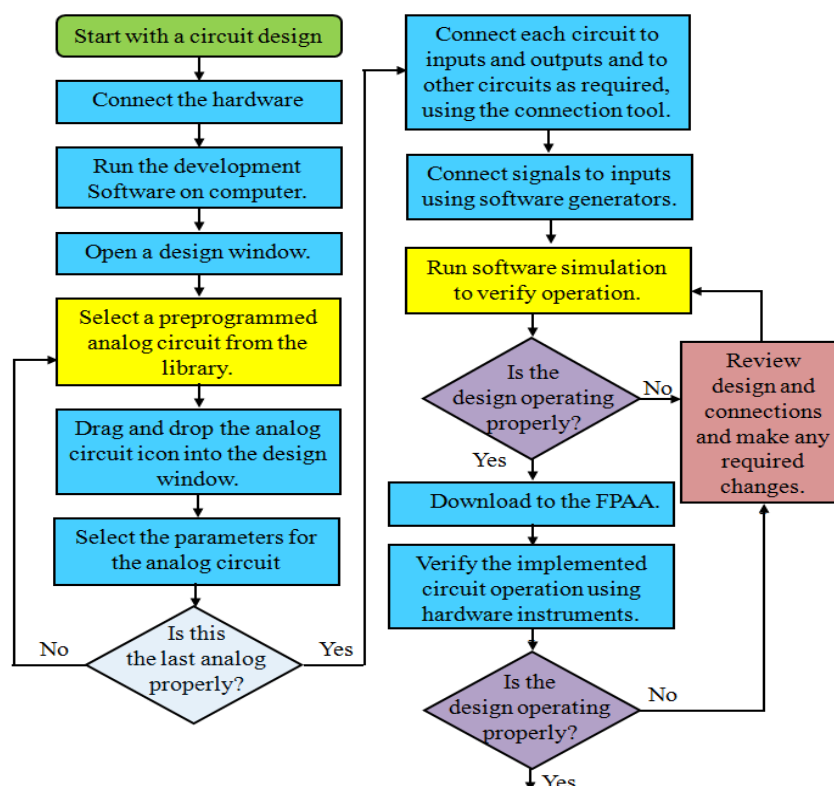 Start with a circuit design
Connect the hardware
Run the development
Software on computer.
Open a design window.
Select a preprogrammed
analog circuit from the
library.
Drag and drop the analog
circuit icon into the design
window.
Select the parameters for
the analog circuit
Is this
the last analog
properly?
No
Yes
Connect each circuit to
inputs and outputs and to
other circuits as required,
using the connection tool.
Connect signals to inputs
using software generators.
Run software simulation
to verify operation.
Is the
design operating
properly?
No
Yes
Review
design and
connections
and make any
required
changes.
Download to the FPAA.
Verify the implemented
circuit operation using
hardware instruments.
Is the
design operating
properly?
No
Yes